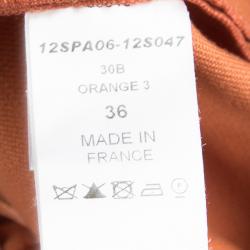 12SPA06-12S047
30B
ORANGE 3
36
MADE IN
FRANCE